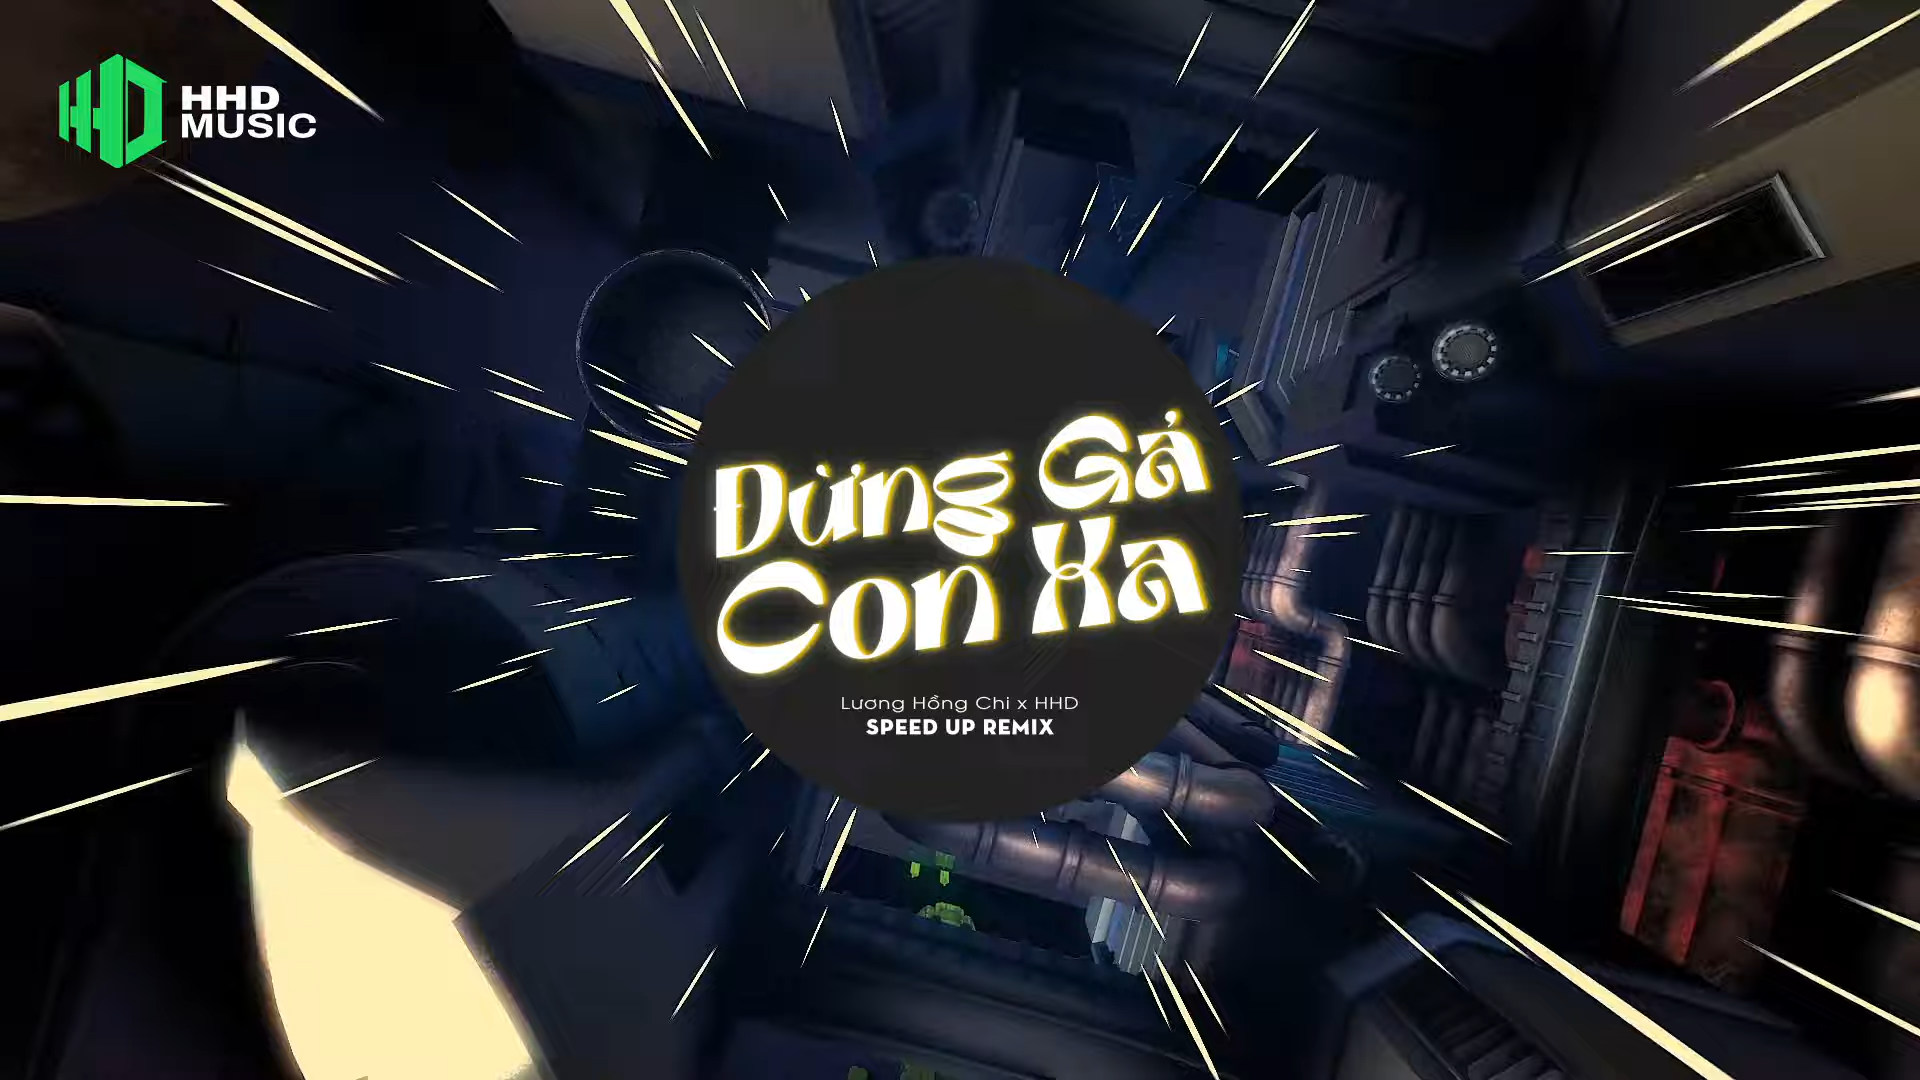 HHD
MUSIC
Đừng Gả
Con Xa
Lương Hồng Chi x HHD
SPEED UP REMIX